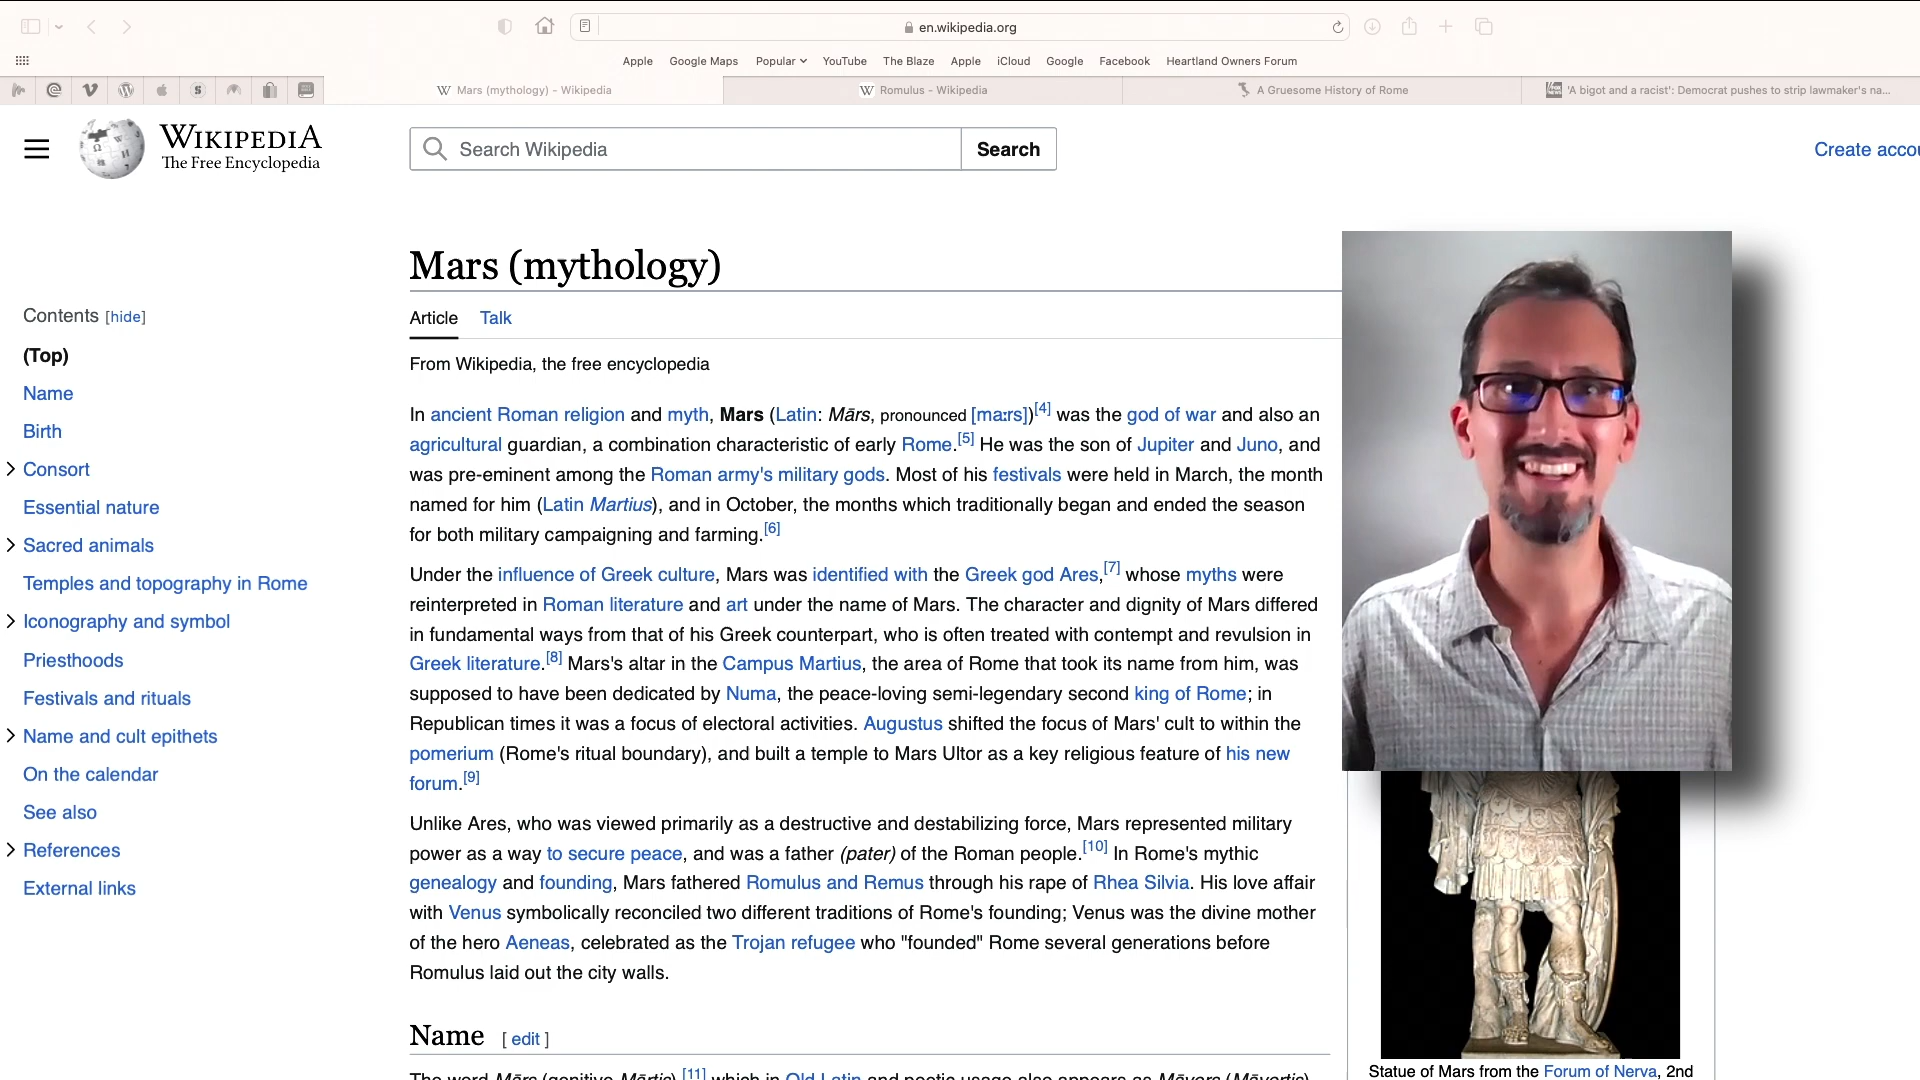 en.wikipedia.org
Apple Google Maps Popular YouTube The Blaze Apple iCloud Google Facebook Heartland Owners Forum
Mars (mythology) – Wikipedia
Romulus - Wikipedia
A Gruesome History of Rome
'A bigot and a racist': Democrat pushes to strip lawmaker's na...
WIKIPEDIA
The Free Encyclopedia
Search Wikipedia
Search
Create accou
Mars (mythology)
Article Talk
From Wikipedia, the free encyclopedia
Contents [hide]
(Top)
Name
Birth
Consort
Essential nature
Sacred animals
Temples and topography in Rome
Iconography and symbol
Priesthoods
Festivals and rituals
Name and cult epithets
On the calendar
See also
References
External links
In ancient Roman religion and myth, Mars (Latin: Mārs, pronounced [maːrs])[4] was the god of war and also an
agricultural guardian, a combination characteristic of early Rome.[5] He was the son of Jupiter and Juno, and
was pre-eminent among the Roman army's military gods. Most of his festivals were held in March, the month
named for him (Latin Martius), and in October, the months which traditionally began and ended the season
for both military campaigning and farming.[6]
Under the influence of Greek culture, Mars was identified with the Greek god Ares,[7] whose myths were
reinterpreted in Roman literature and art under the name of Mars. The character and dignity of Mars differed
in fundamental ways from that of his Greek counterpart, who is often treated with contempt and revulsion in
Greek literature.[8] Mars's altar in the Campus Martius, the area of Rome that took its name from him, was
supposed to have been dedicated by Numa, the peace-loving semi-legendary second king of Rome; in
Republican times it was a focus of electoral activities. Augustus shifted the focus of Mars' cult to within the
pomerium (Rome's ritual boundary), and built a temple to Mars Ultor as a key religious feature of his new
forum.[9]
Unlike Ares, who was viewed primarily as a destructive and destabilizing force, Mars represented military
power as a way to secure peace, and was a father (pater) of the Roman people.[10] In Rome's mythic
genealogy and founding, Mars fathered Romulus and Remus through his rape of Rhea Silvia. His love affair
with Venus symbolically reconciled two different traditions of Rome's founding; Venus was the divine mother
of the hero Aeneas, celebrated as the Trojan refugee who "founded" Rome several generations before
Romulus laid out the city walls.
Name [ edit ]
The word Mārs (genitive Mārtis),[11] which in Old Latin and poetic usage also appears as Māvors (Māvortis),
Statue of Mars from the Forum of Nerva, 2nd